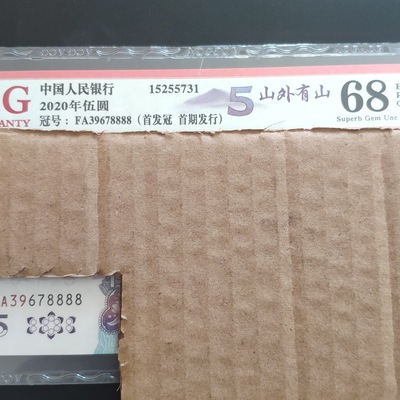 G
ANTY
中国人民银行 15255731
2020年伍圆
冠号：FA39678888（首发冠 首期发行）
5 山外有山
68
Superb Gem Unc
A39678888
5